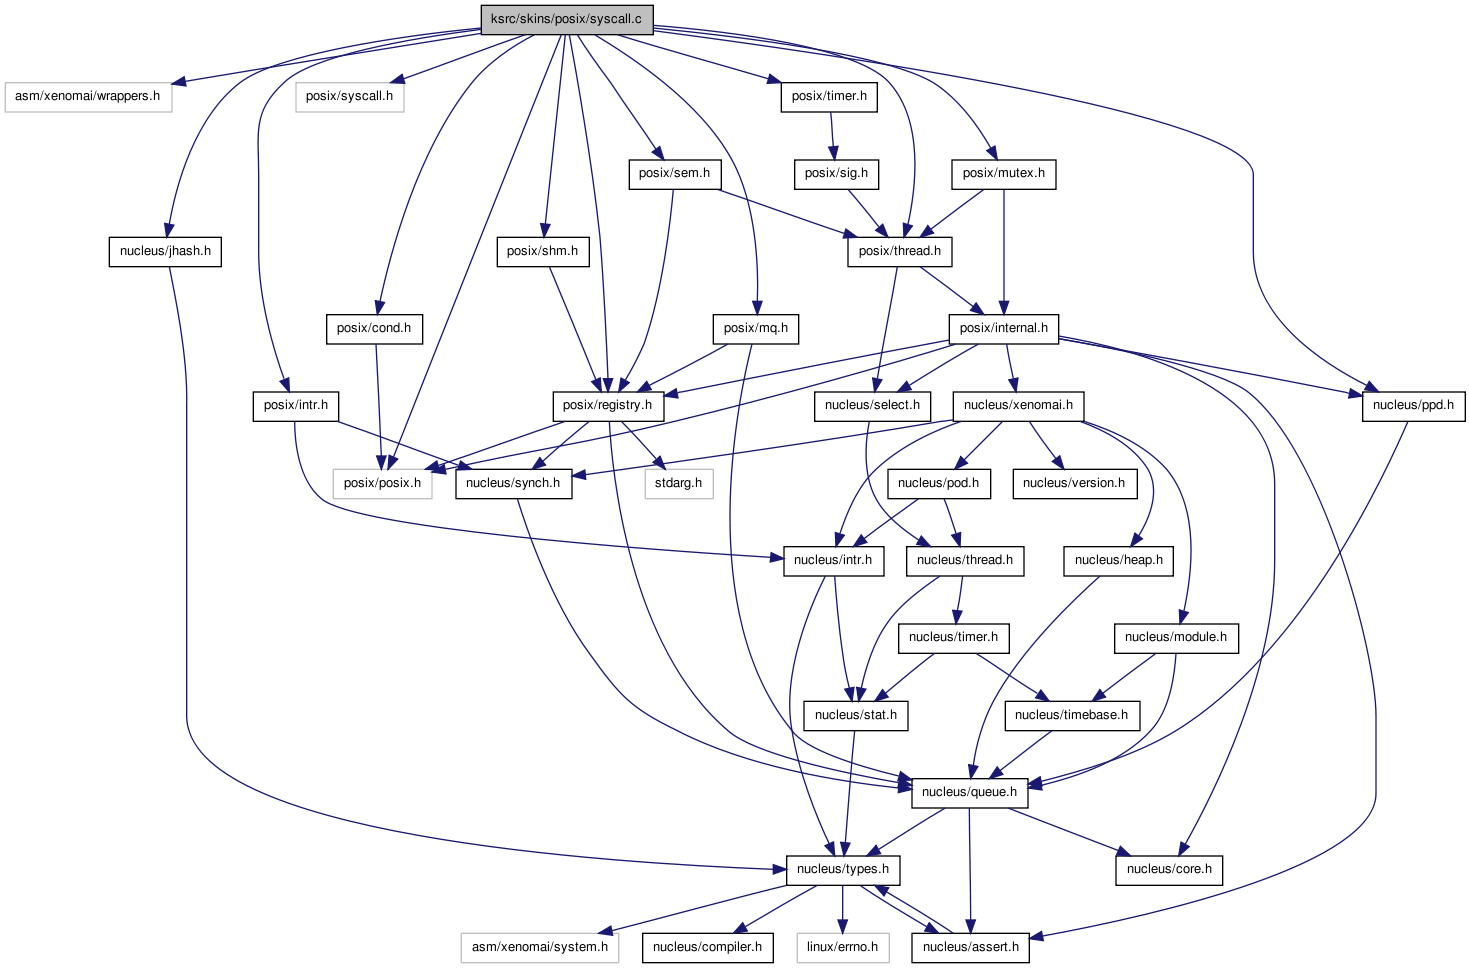 ksrc/skins/posix/syscall.c
asm/xenomai/wrappers.h
posix/syscall.h
posix/timer.h
posix/sem.h
posix/sig.h
posix/mutex.h
nucleus/jhash.h
posix/shm.h
posix/thread.h
posix/cond.h
posix/mq.h
posix/internal.h
posix/intr.h
posix/registry.h
nucleus/select.h
nucleus/xenomai.h
nucleus/ppd.h
posix/posix.h
nucleus/synch.h
stdarg.h
nucleus/pod.h
nucleus/version.h
nucleus/intr.h
nucleus/thread.h
nucleus/heap.h
nucleus/timer.h
nucleus/module.h
nucleus/stat.h
nucleus/timebase.h
nucleus/queue.h
nucleus/types.h
nucleus/core.h
asm/xenomai/system.h
nucleus/compiler.h
linux/errno.h
nucleus/assert.h